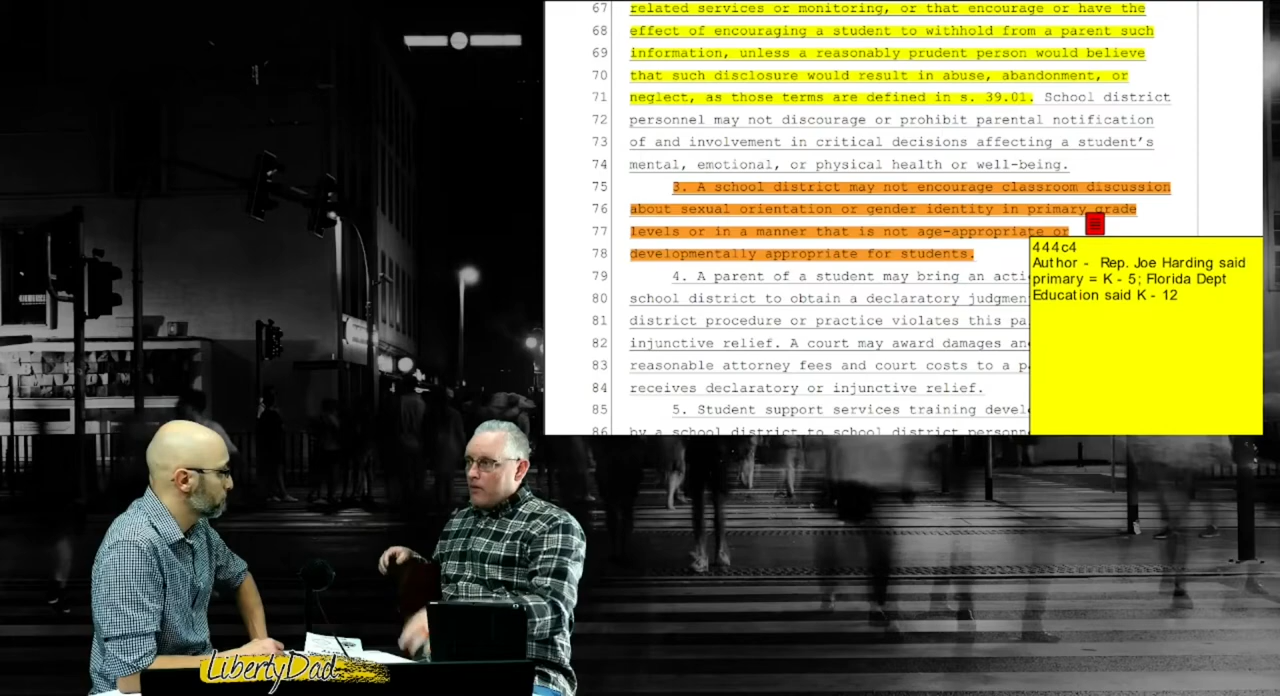 67 related services or monitoring, or that encourage or have the
68 effect of encouraging a student to withhold from a parent such
69 information, unless a reasonably prudent person would believe
70 that such disclosure would result in abuse, abandonment, or
71 neglect, as those terms are defined in s. 39.01. School district
72 personnel may not discourage or prohibit parental notification
73 of and involvement in critical decisions affecting a student's
74 mental, emotional, or physical health or well-being.
75 3. A school district may not encourage classroom discussion
76 about sexual orientation or gender identity in primary grade
77 levels or in a manner that is not age-appropriate or
78 developmentally appropriate for students.
79 4. A parent of a student may bring an acti
80 school district to obtain a declaratory judgmen
81 district procedure or practice violates this pa
82 injunctive relief. A court may award damages an
83 reasonable attorney fees and court costs to a p
84 receives declaratory or injunctive relief.
85 5. Student support services training devel
86 by a school district to school district personn
444c4
Author - Rep. Joe Harding said
primary = K - 5; Florida Dept
Education said K - 12
LibertyDad